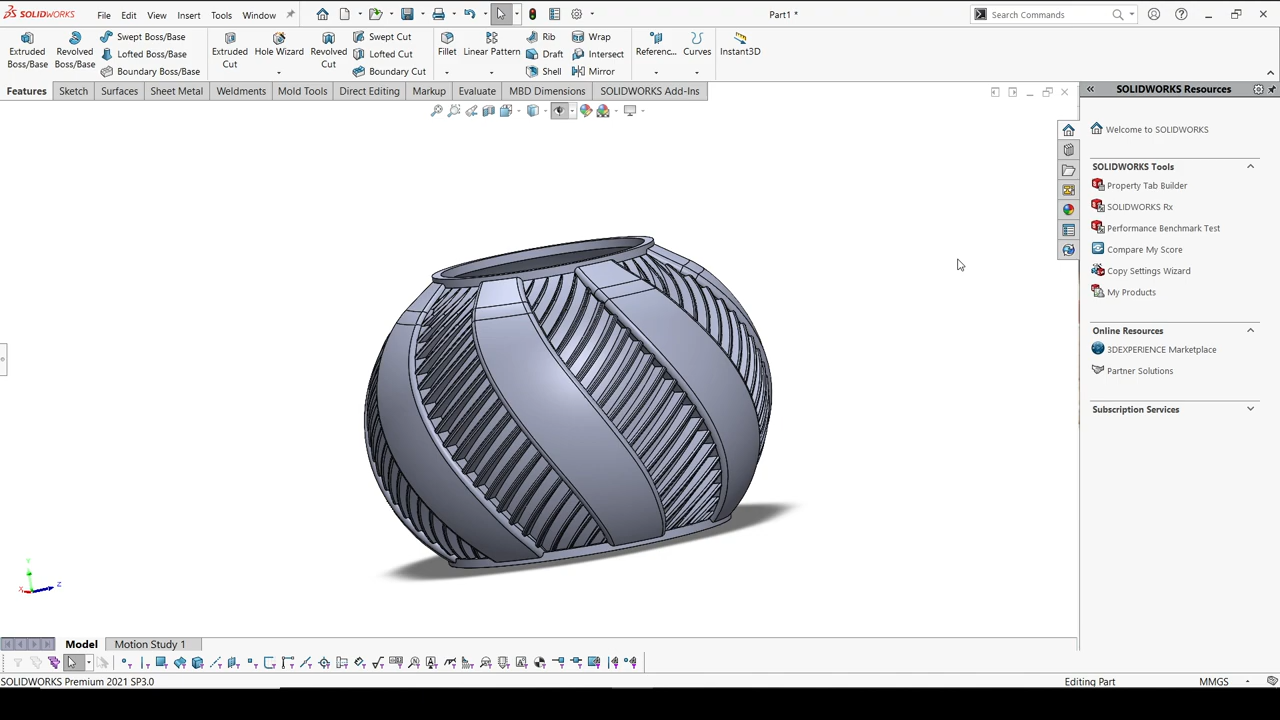 SOLIDWORKS File Edit View Insert Tools Window Part1 * Search Commands
Extruded Boss/Base
Revolved Boss/Base
Swept Boss/Base
Lofted Boss/Base
Boundary Boss/Base
Extruded Cut
Hole Wizard
Revolved Cut
Swept Cut
Lofted Cut
Boundary Cut
Fillet
Linear Pattern
Rib
Draft
Shell
Wrap
Intersect
Mirror
Referenc...
Curves
Instant3D
Features Sketch Surfaces Sheet Metal Weldments Mold Tools Direct Editing Markup Evaluate MBD Dimensions SOLIDWORKS Add-Ins
SOLIDWORKS Resources
Welcome to SOLIDWORKS
SOLIDWORKS Tools
Property Tab Builder
SOLIDWORKS Rx
Performance Benchmark Test
Compare My Score
Copy Settings Wizard
My Products
Online Resources
3DEXPERIENCE Marketplace
Partner Solutions
Subscription Services
Y
X Z
Model Motion Study 1
SOLIDWORKS Premium 2021 SP3.0 Editing Part MMGS